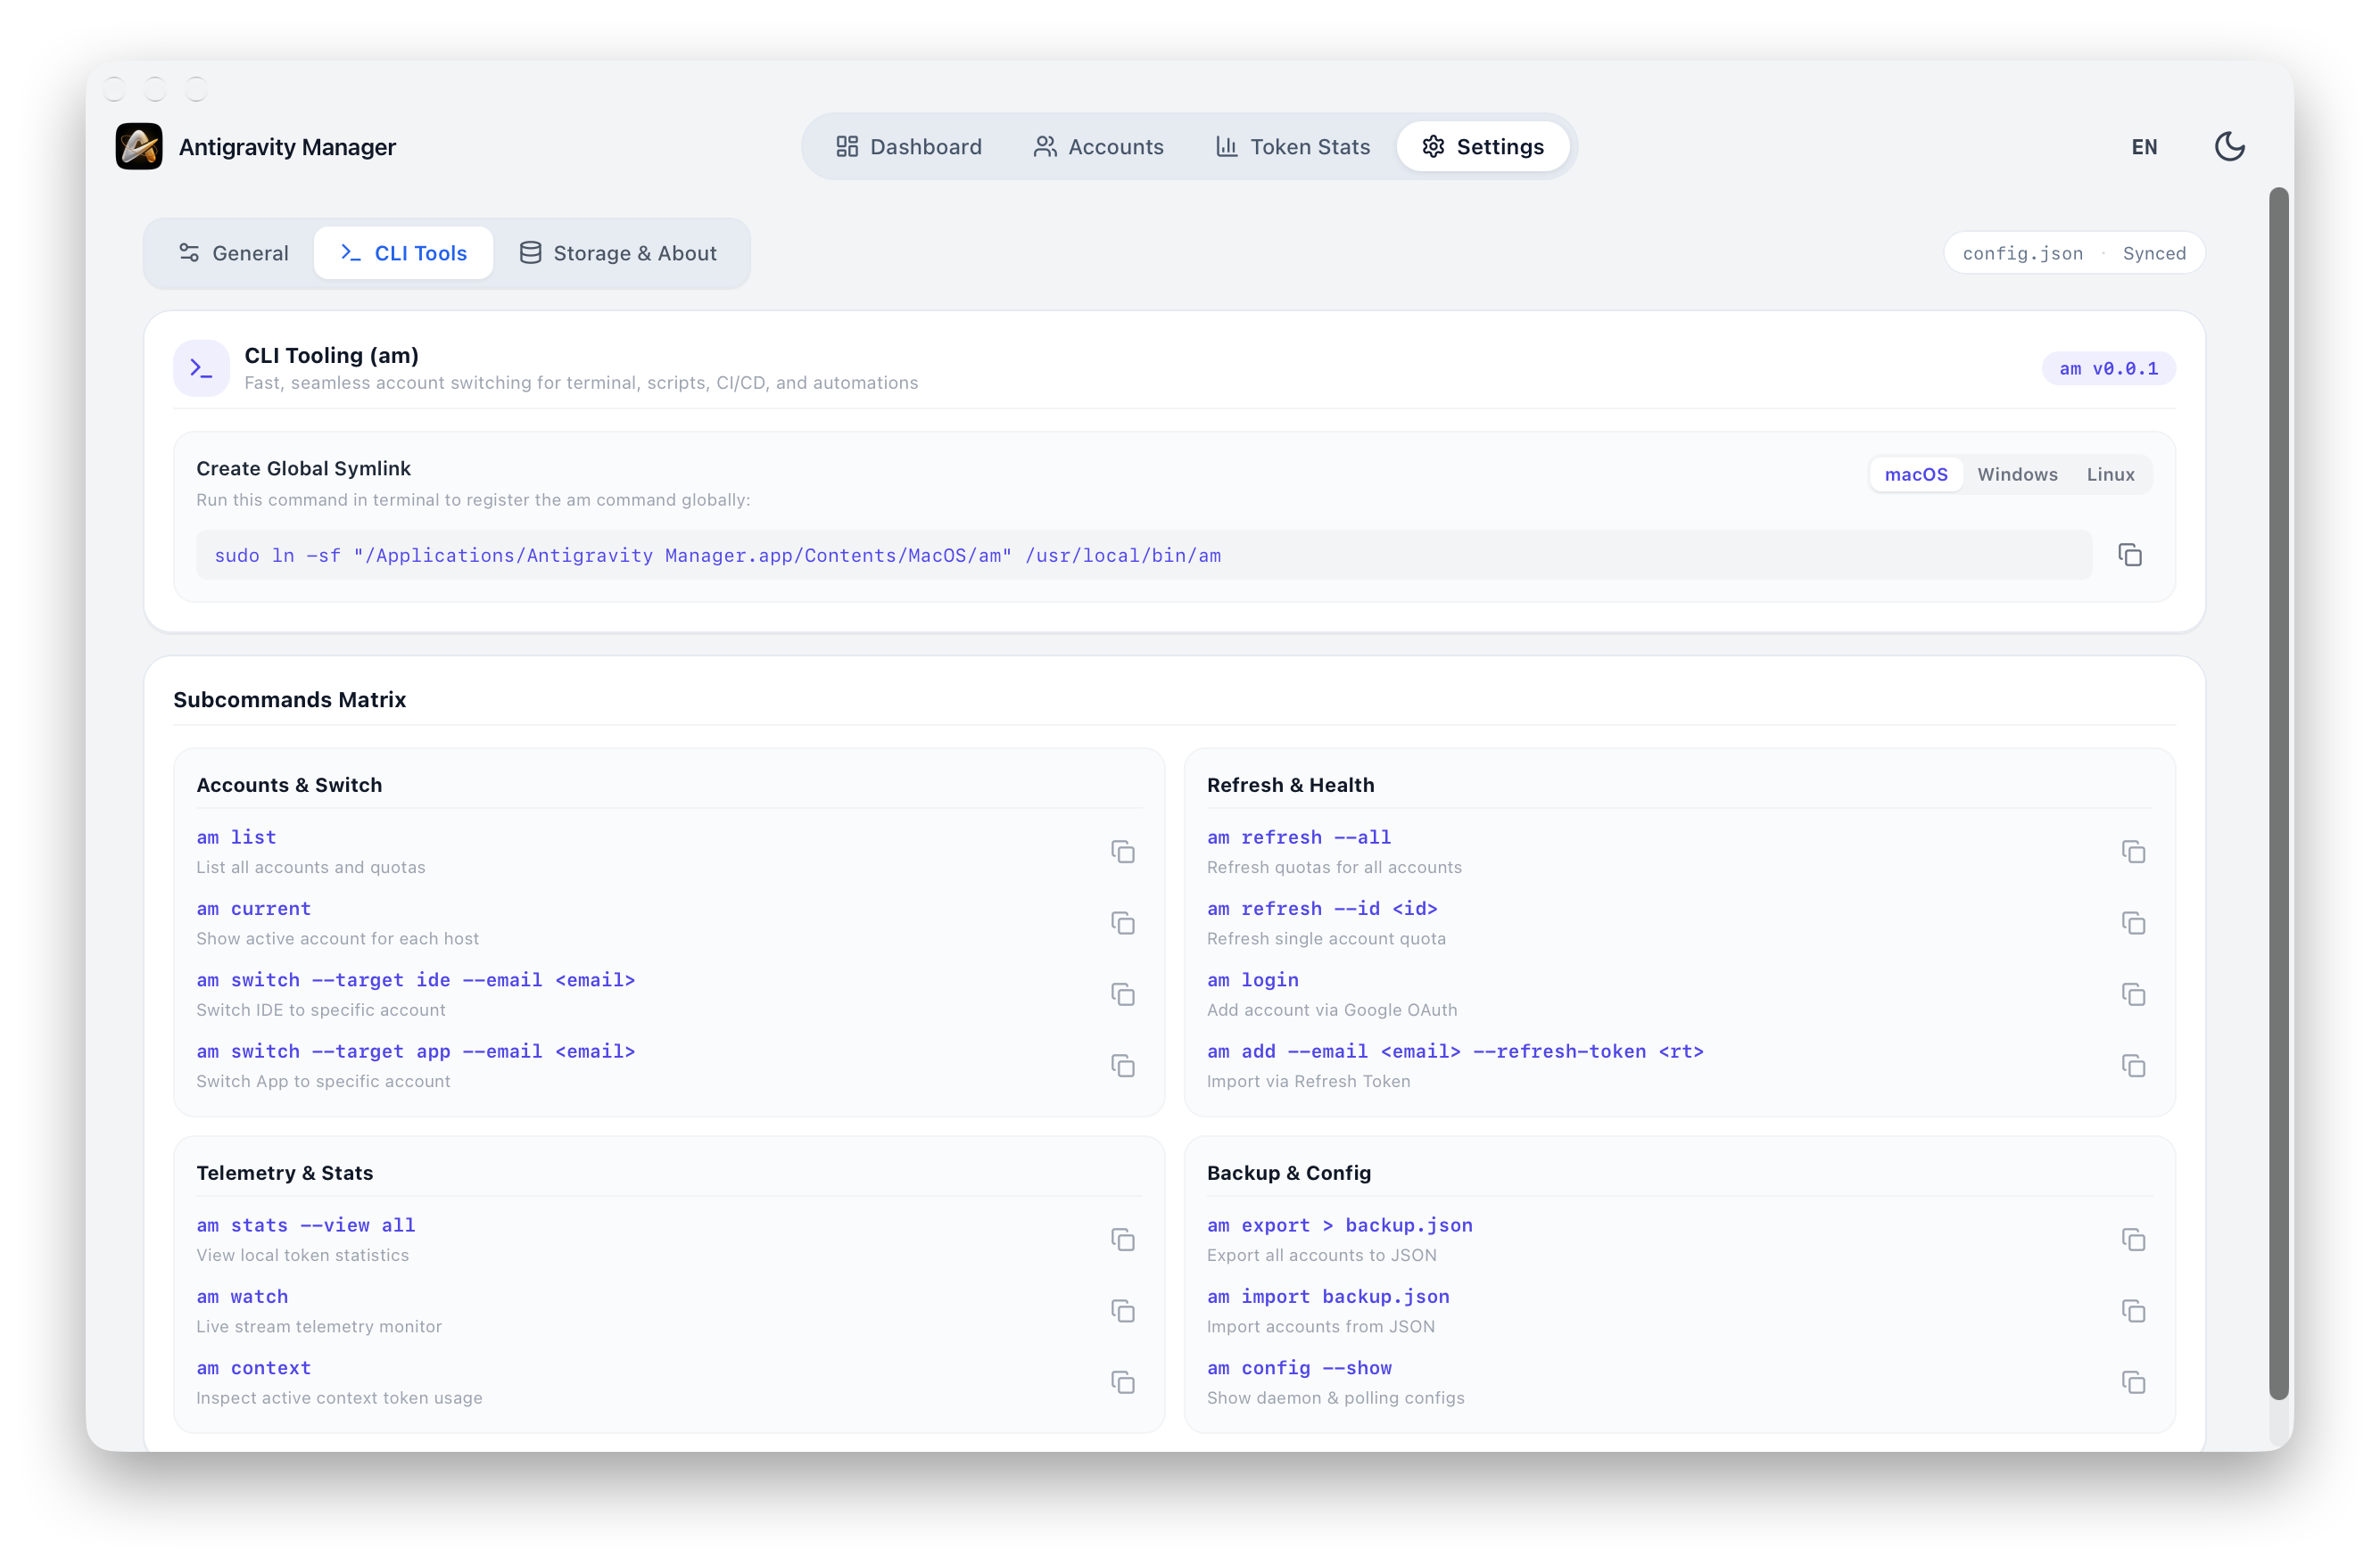 Antigravity Manager
Dashboard
Accounts
Token Stats
Settings
EN
General
CLI Tools
Storage & About
config.json · Synced
CLI Tooling (am)
Fast, seamless account switching for terminal, scripts, CI/CD, and automations
am v0.0.1
Create Global Symlink
Run this command in terminal to register the am command globally:
macOS
Windows
Linux
sudo ln -sf "/Applications/Antigravity Manager.app/Contents/MacOS/am" /usr/local/bin/am
Subcommands Matrix
Accounts & Switch
am list
List all accounts and quotas
am current
Show active account for each host
am switch --target ide --email <email>
Switch IDE to specific account
am switch --target app --email <email>
Switch App to specific account
Refresh & Health
am refresh --all
Refresh quotas for all accounts
am refresh --id <id>
Refresh single account quota
am login
Add account via Google OAuth
am add --email <email> --refresh-token <rt>
Import via Refresh Token
Telemetry & Stats
am stats --view all
View local token statistics
am watch
Live stream telemetry monitor
am context
Inspect active context token usage
Backup & Config
am export > backup.json
Export all accounts to JSON
am import backup.json
Import accounts from JSON
am config --show
Show daemon & polling configs